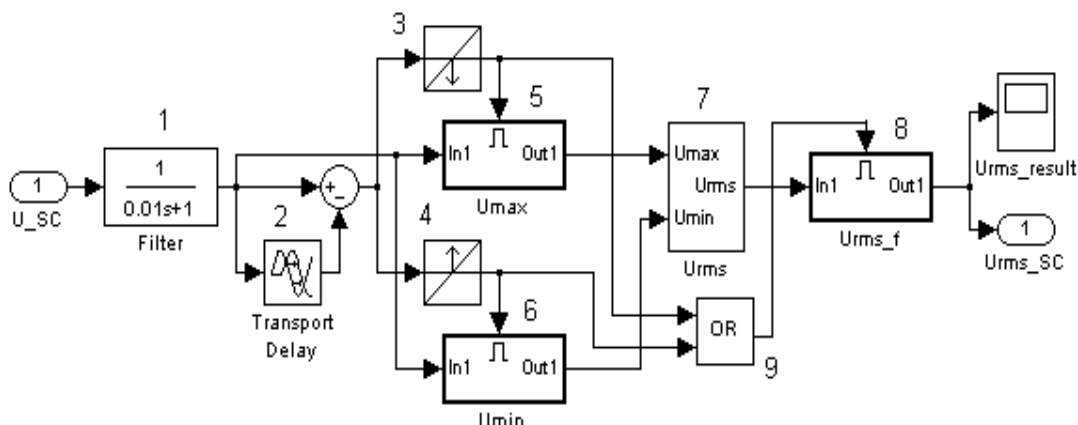 3
1
5
7
8
1
0.01s+1
Filter
1
U_SC
+
−
2
Transport
Delay
In1
Out1
Umax
4
6
In1
Out1
Umin
Umax
Urms
Umin
Urms
OR
9
In1
Out1
Urms_f
Urms_result
1
Urms_SC